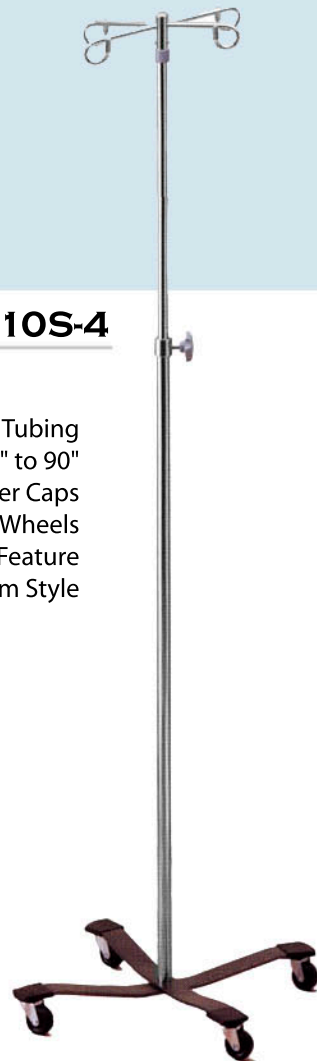 10S-4
Tubing
" to 90"
er Caps
Wheels
Feature
m Style